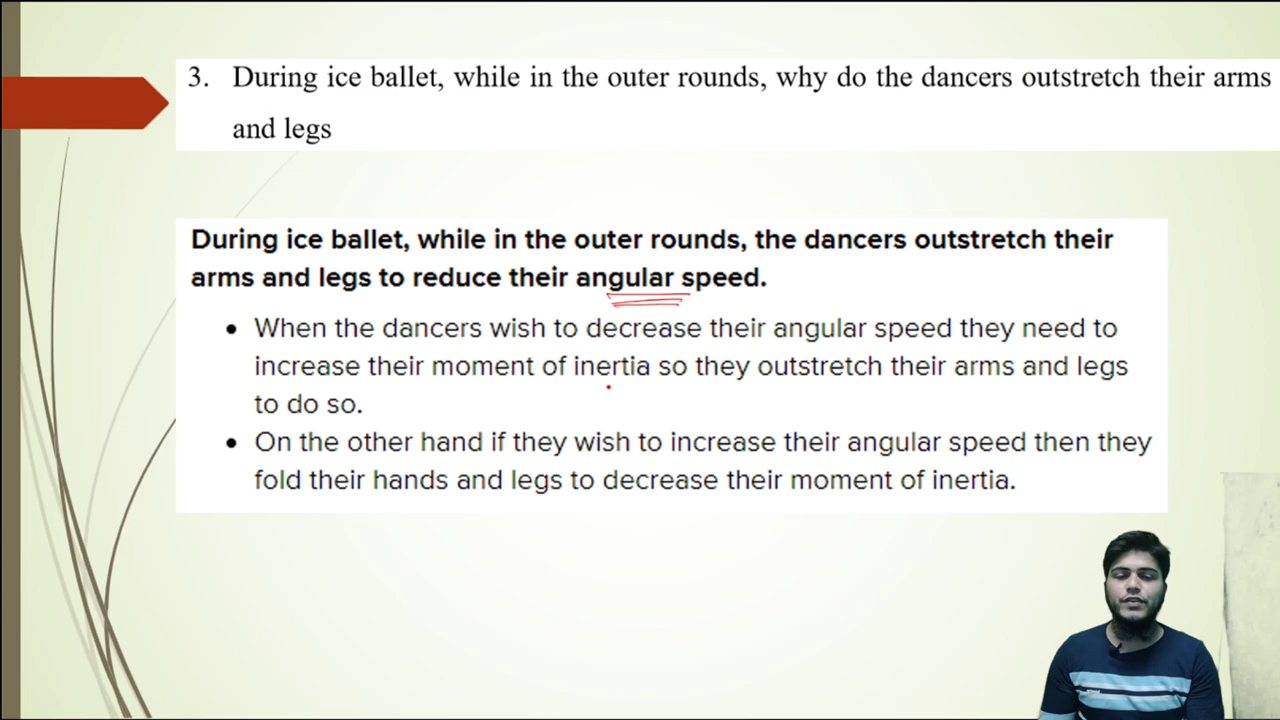 3. During ice ballet, while in the outer rounds, why do the dancers outstretch their arms
and legs
During ice ballet, while in the outer rounds, the dancers outstretch their
arms and legs to reduce their angular speed.
• When the dancers wish to decrease their angular speed they need to
increase their moment of inertia so they outstretch their arms and legs
to do so.
• On the other hand if they wish to increase their angular speed then they
fold their hands and legs to decrease their moment of inertia.